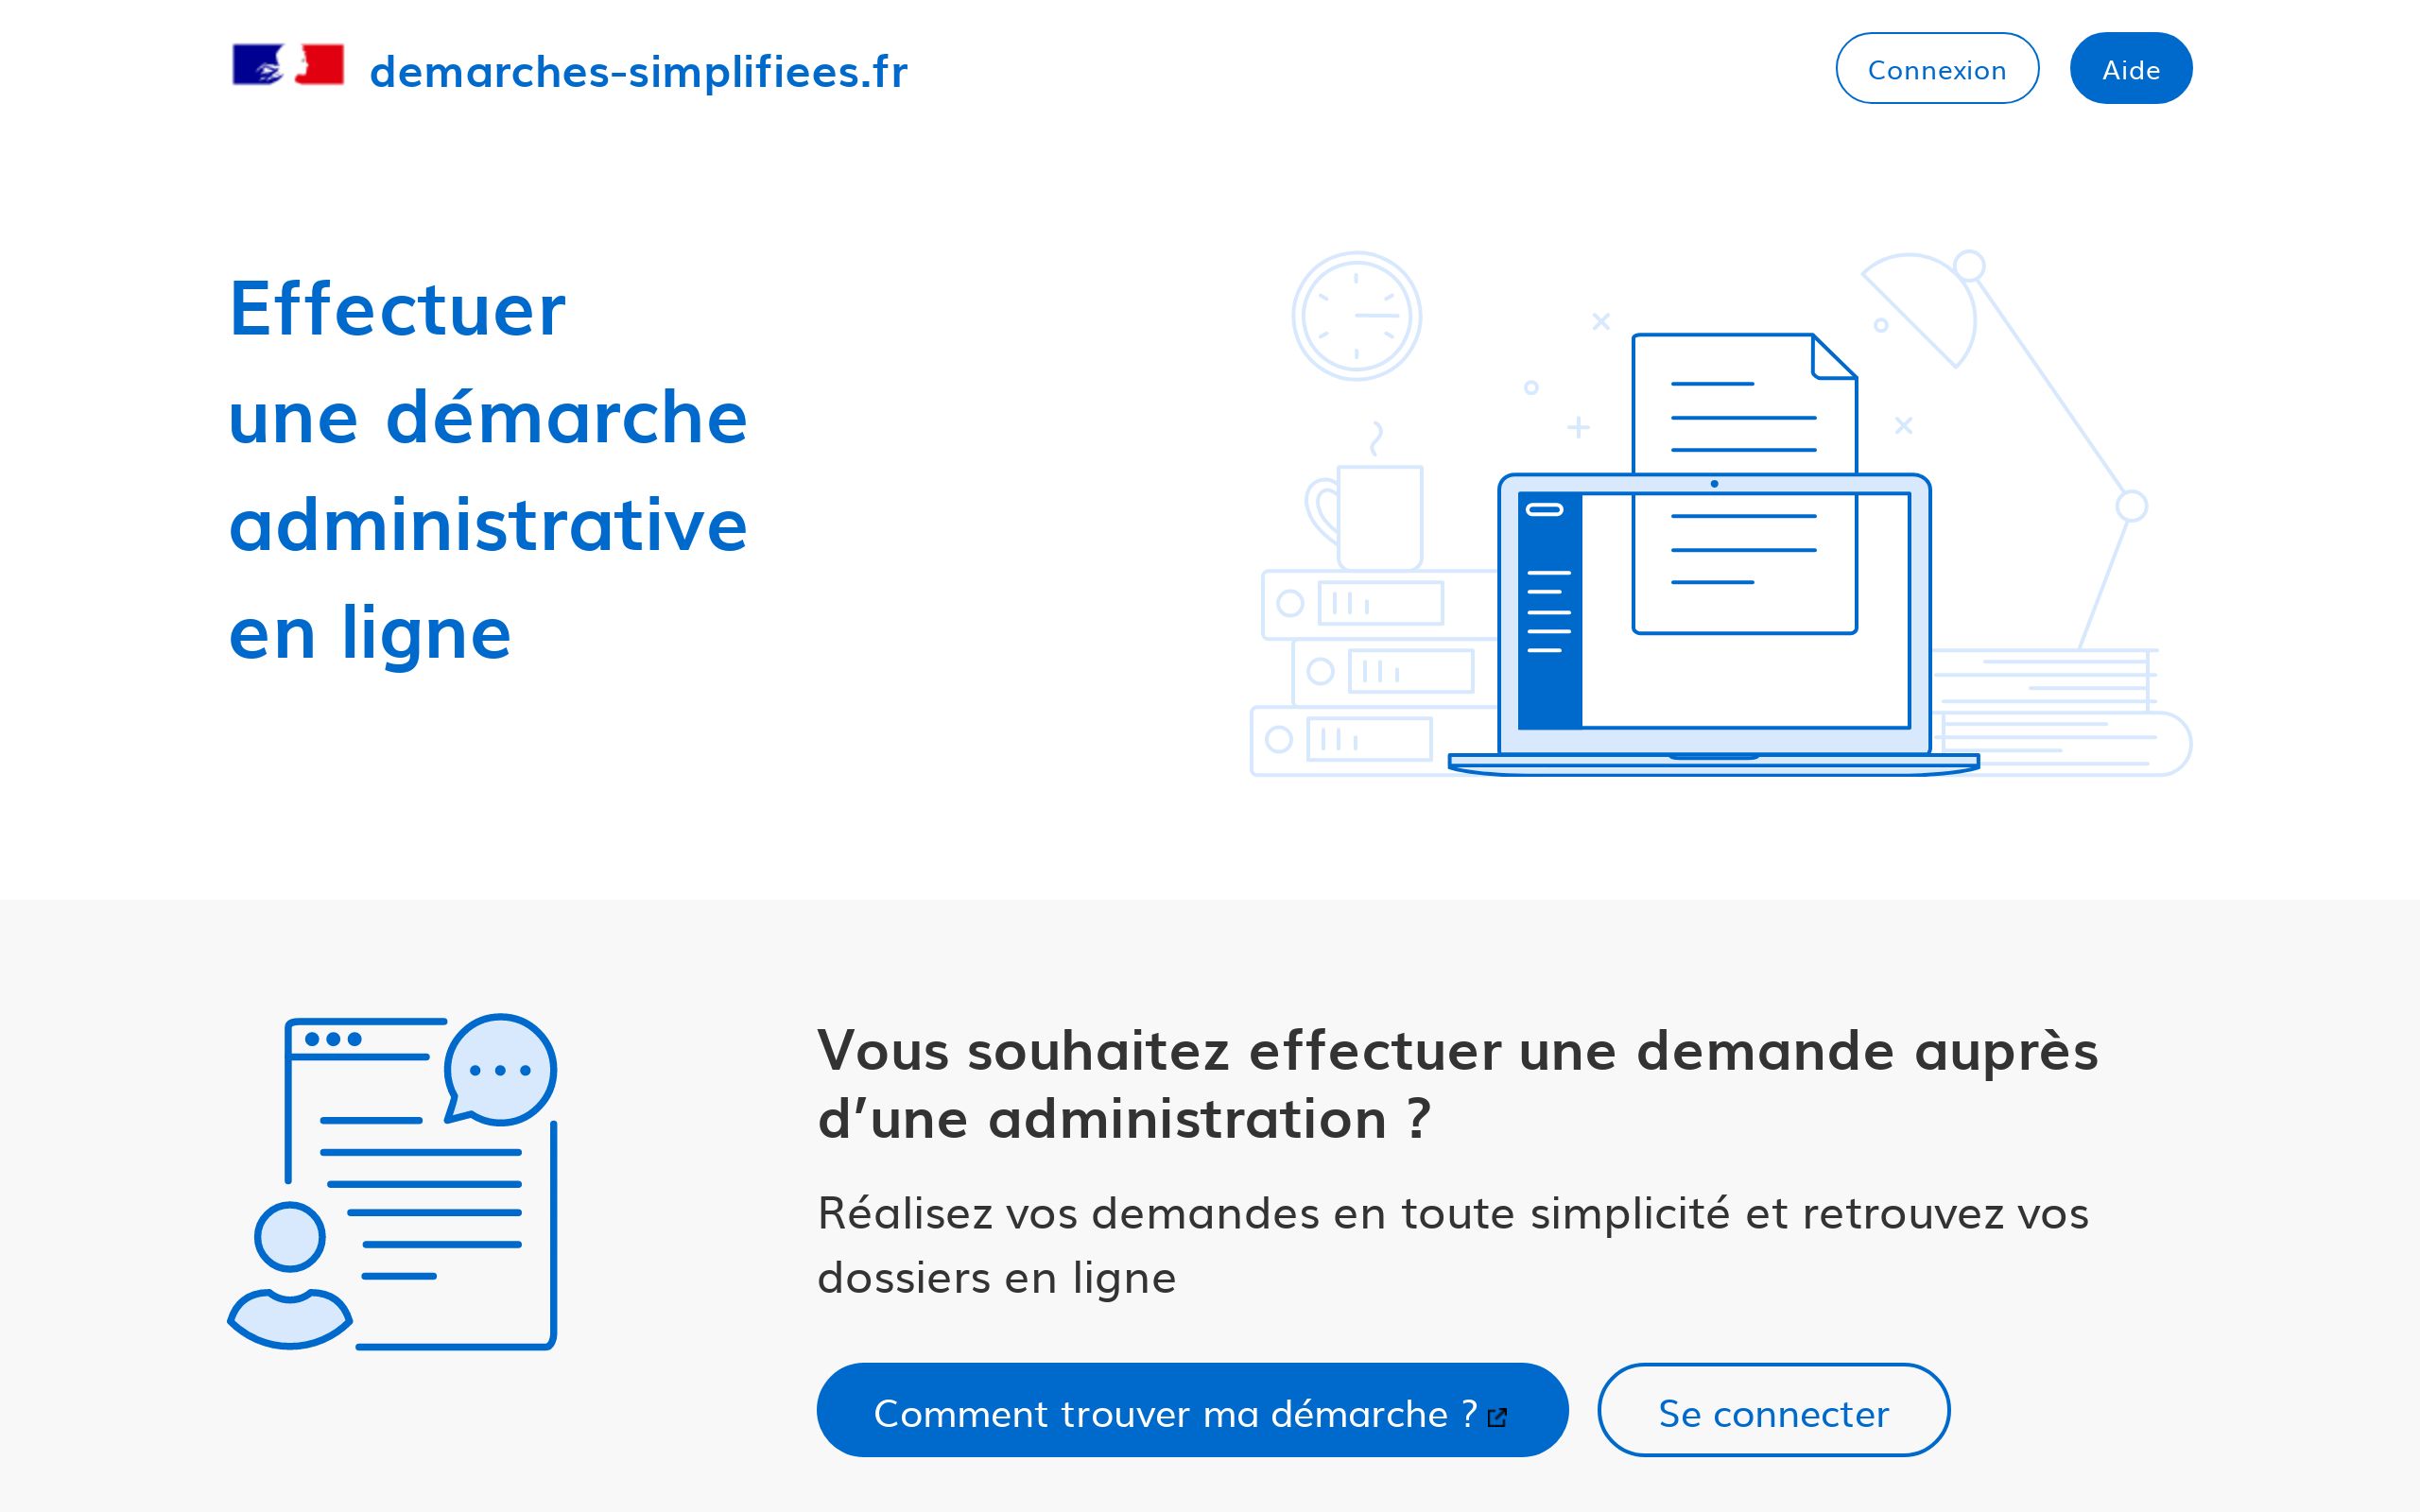 demarches-simplifiees.fr
Connexion
Aide
Effectuer
une démarche
administrative
en ligne
Vous souhaitez effectuer une demande auprès
d’une administration ?
Réalisez vos demandes en toute simplicité et retrouvez vos
dossiers en ligne
Comment trouver ma démarche ?
Se connecter